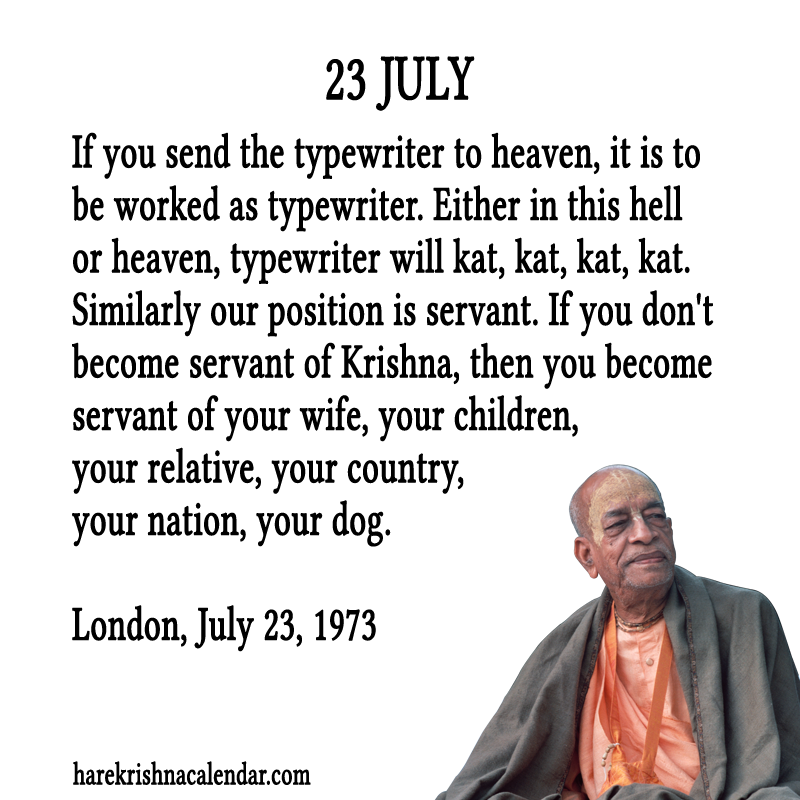 23 JULY
If you send the typewriter to heaven, it is to
be worked as typewriter. Either in this hell
or heaven, typewriter will kat, kat, kat, kat.
Similarly our position is servant. If you don't
become servant of Krishna, then you become
servant of your wife, your children,
your relative, your country,
your nation, your dog.
London, July 23, 1973
harekrishnacalendar.com